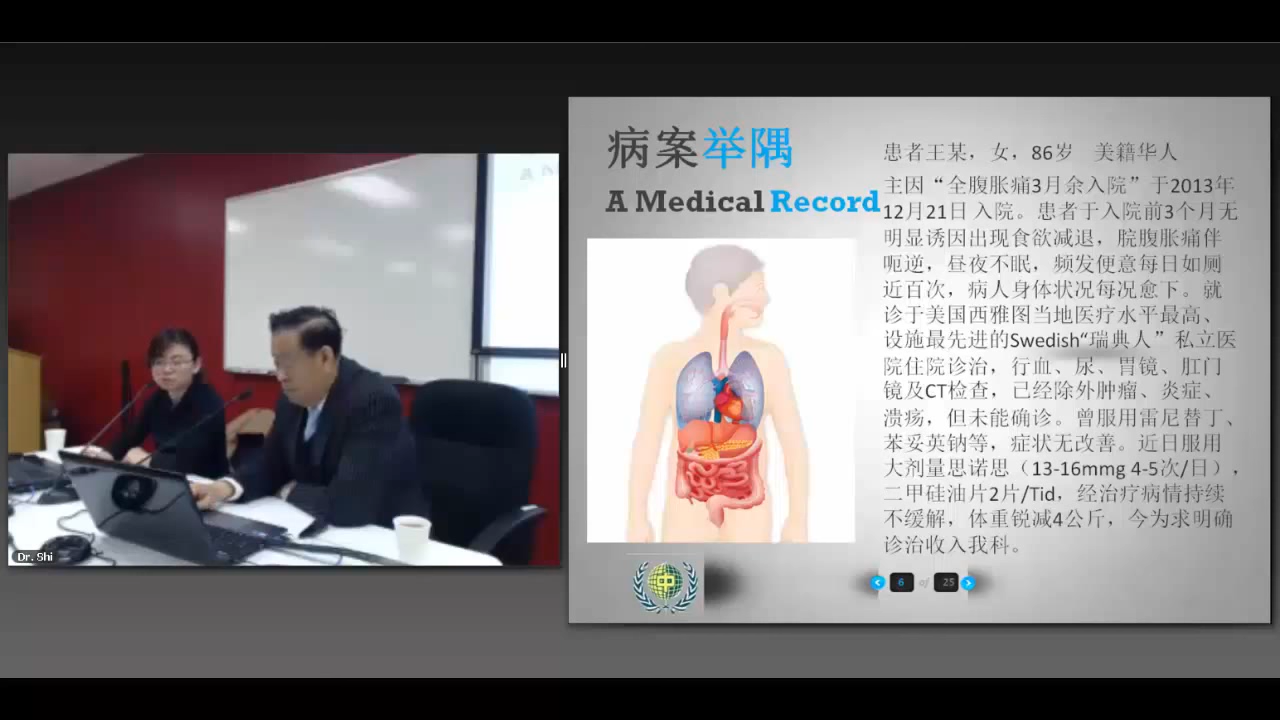 病案举隅
A Medical Record
患者王某，女，86岁 美籍华人
主因“全腹胀痛3月余入院”于2013年
12月21日 入院。患者于入院前3个月无
明显诱因出现食欲减退，脘腹胀痛伴
呃逆，昼夜不眠，频发便意每日如厕
近百次，病人身体状况每况愈下。就
诊于美国西雅图当地医疗水平最高、
设施最先进的Swedish“瑞典人”私立医
院住院诊治，行血、尿、胃镜、肛门
镜及CT检查，已经除外肿瘤、炎症、
溃疡，但未能确诊。曾服用雷尼替丁、
苯妥英钠等，症状无改善。近日服用
大剂量思诺思（13-16mmg 4-5次/日），
二甲硅油片2片/Tid，经治疗病情持续
不缓解，体重锐减4公斤，今为求明确
诊治收入我科。
6 of 25
Dr. Shi